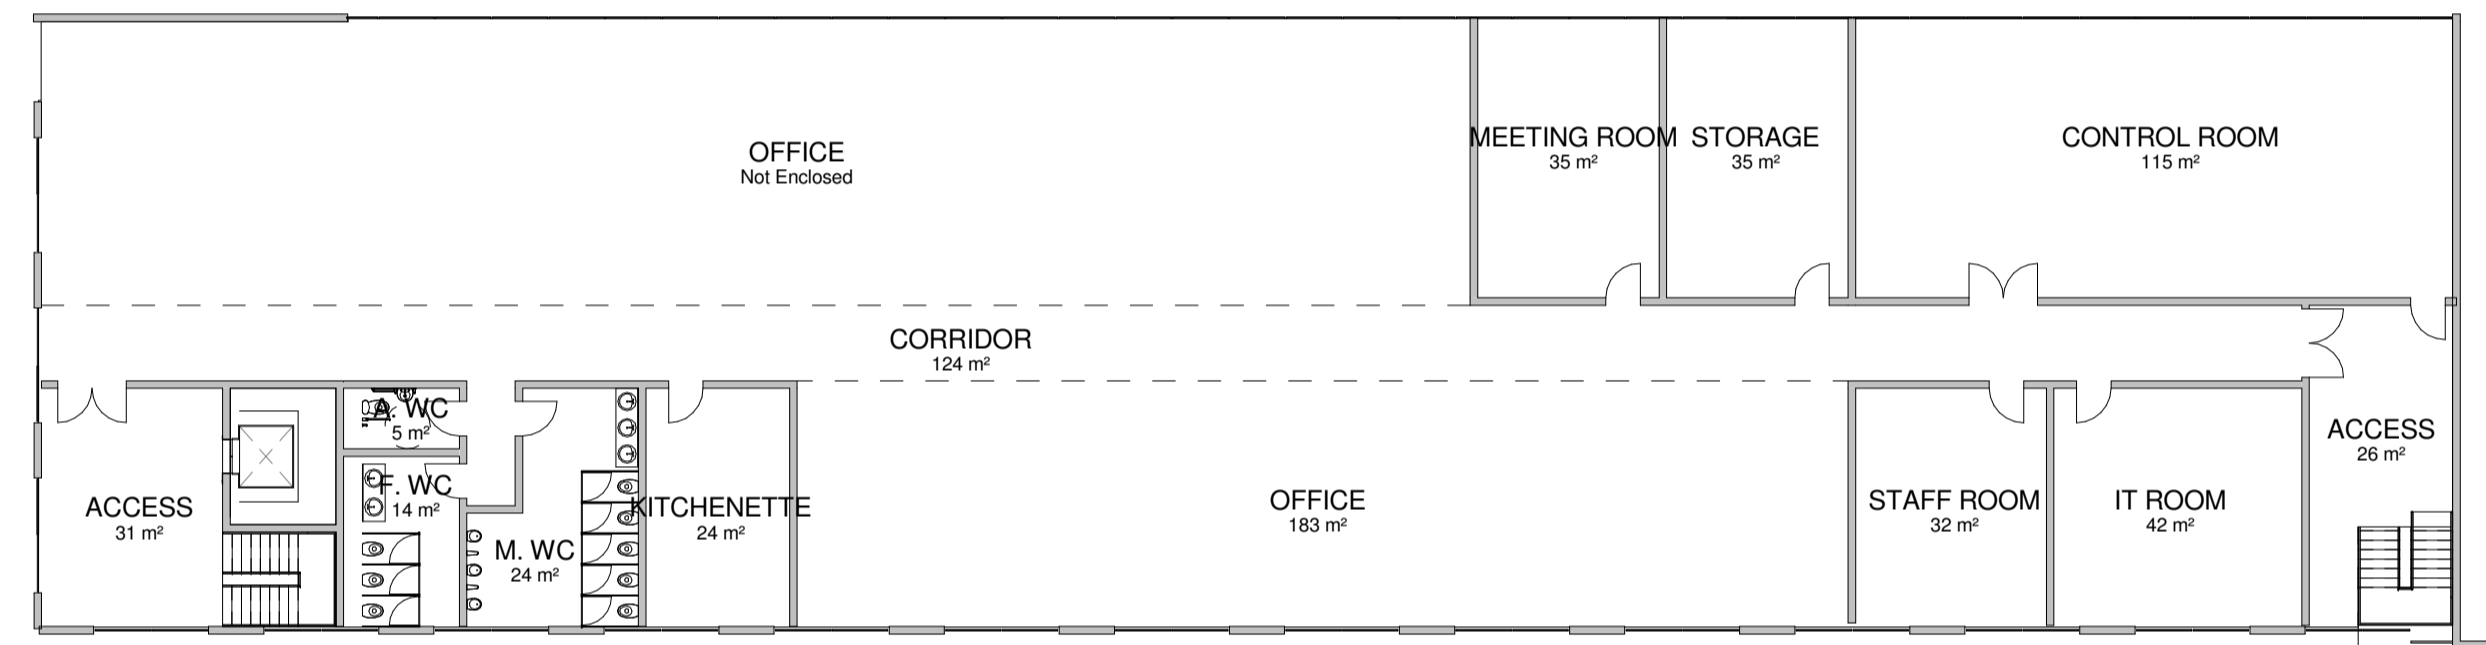 OFFICE
Not Enclosed
MEETING ROOM
35 m²
STORAGE
35 m²
CONTROL ROOM
115 m²
CORRIDOR
124 m²
ACCESS
31 m²
A. WC
5 m²
F. WC
14 m²
M. WC
24 m²
KITCHENETTE
24 m²
OFFICE
183 m²
STAFF ROOM
32 m²
IT ROOM
42 m²
ACCESS
26 m²